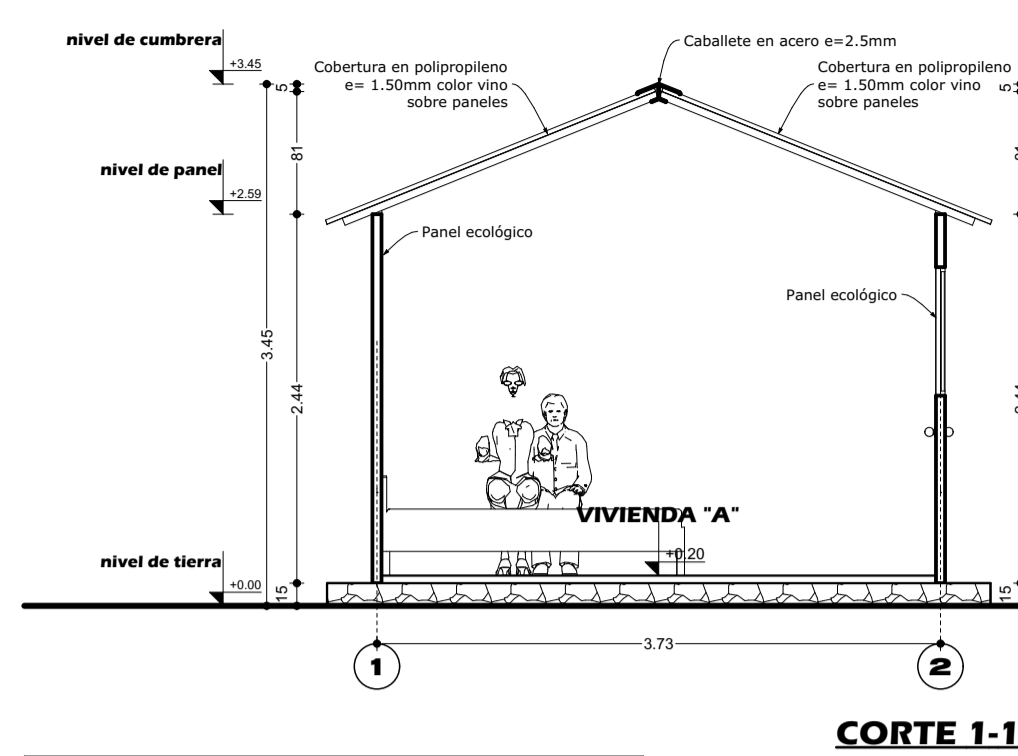 nivel de cumbrera
+3.45
Caballete en acero e=2.5mm
Cobertura en polipropileno
e= 1.50mm color vino
sobre paneles
Cobertura en polipropileno
e= 1.50mm color vino
sobre paneles
5
5
81
nivel de panel
+2.59
Panel ecológico
Panel ecológico
3.45
2.44
VIVIENDA "A"
+0.20
nivel de tierra
+0.00
15
15
3.73
1
2
CORTE 1-1